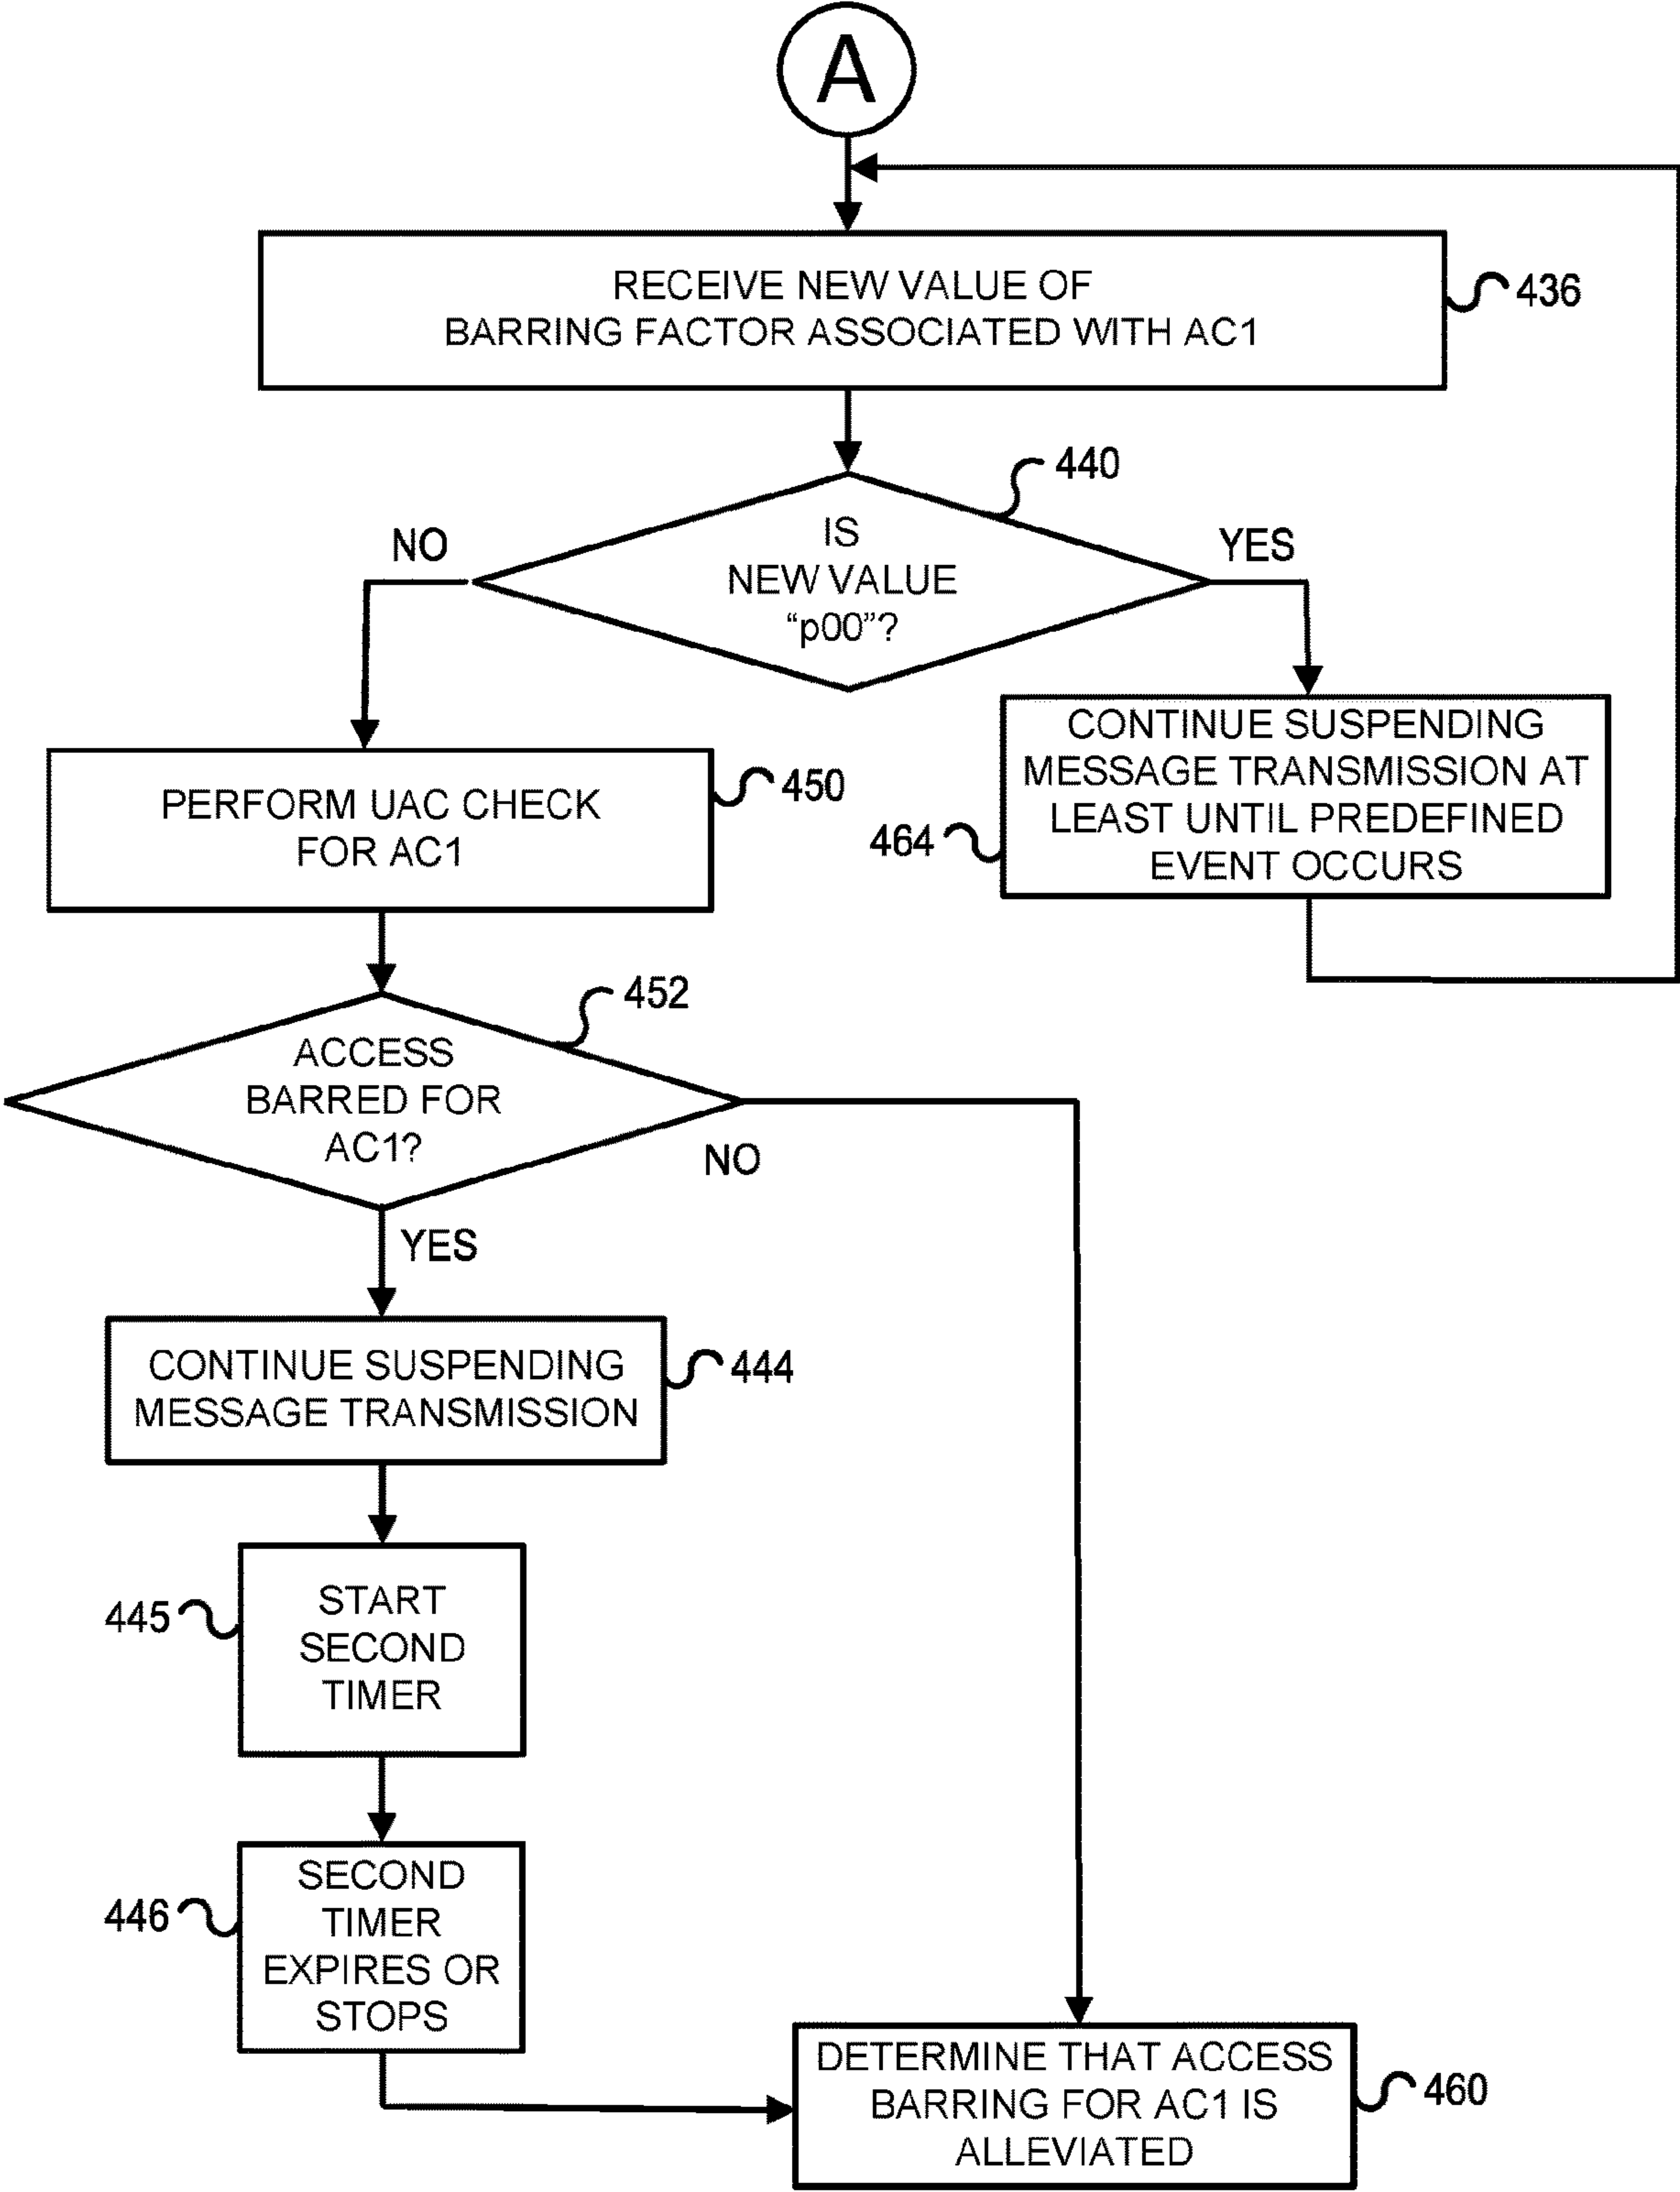 A
RECEIVE NEW VALUE OF
BARRING FACTOR ASSOCIATED WITH AC1
436
440
IS
NEW VALUE
“p00”?
NO
YES
PERFORM UAC CHECK
FOR AC1
450
CONTINUE SUSPENDING
MESSAGE TRANSMISSION AT
LEAST UNTIL PREDEFINED
EVENT OCCURS
464
452
ACCESS
BARRED FOR
AC1?
NO
YES
CONTINUE SUSPENDING
MESSAGE TRANSMISSION
444
START
SECOND
TIMER
445
SECOND
TIMER
EXPIRES OR
STOPS
446
DETERMINE THAT ACCESS
BARRING FOR AC1 IS
ALLEVIATED
460